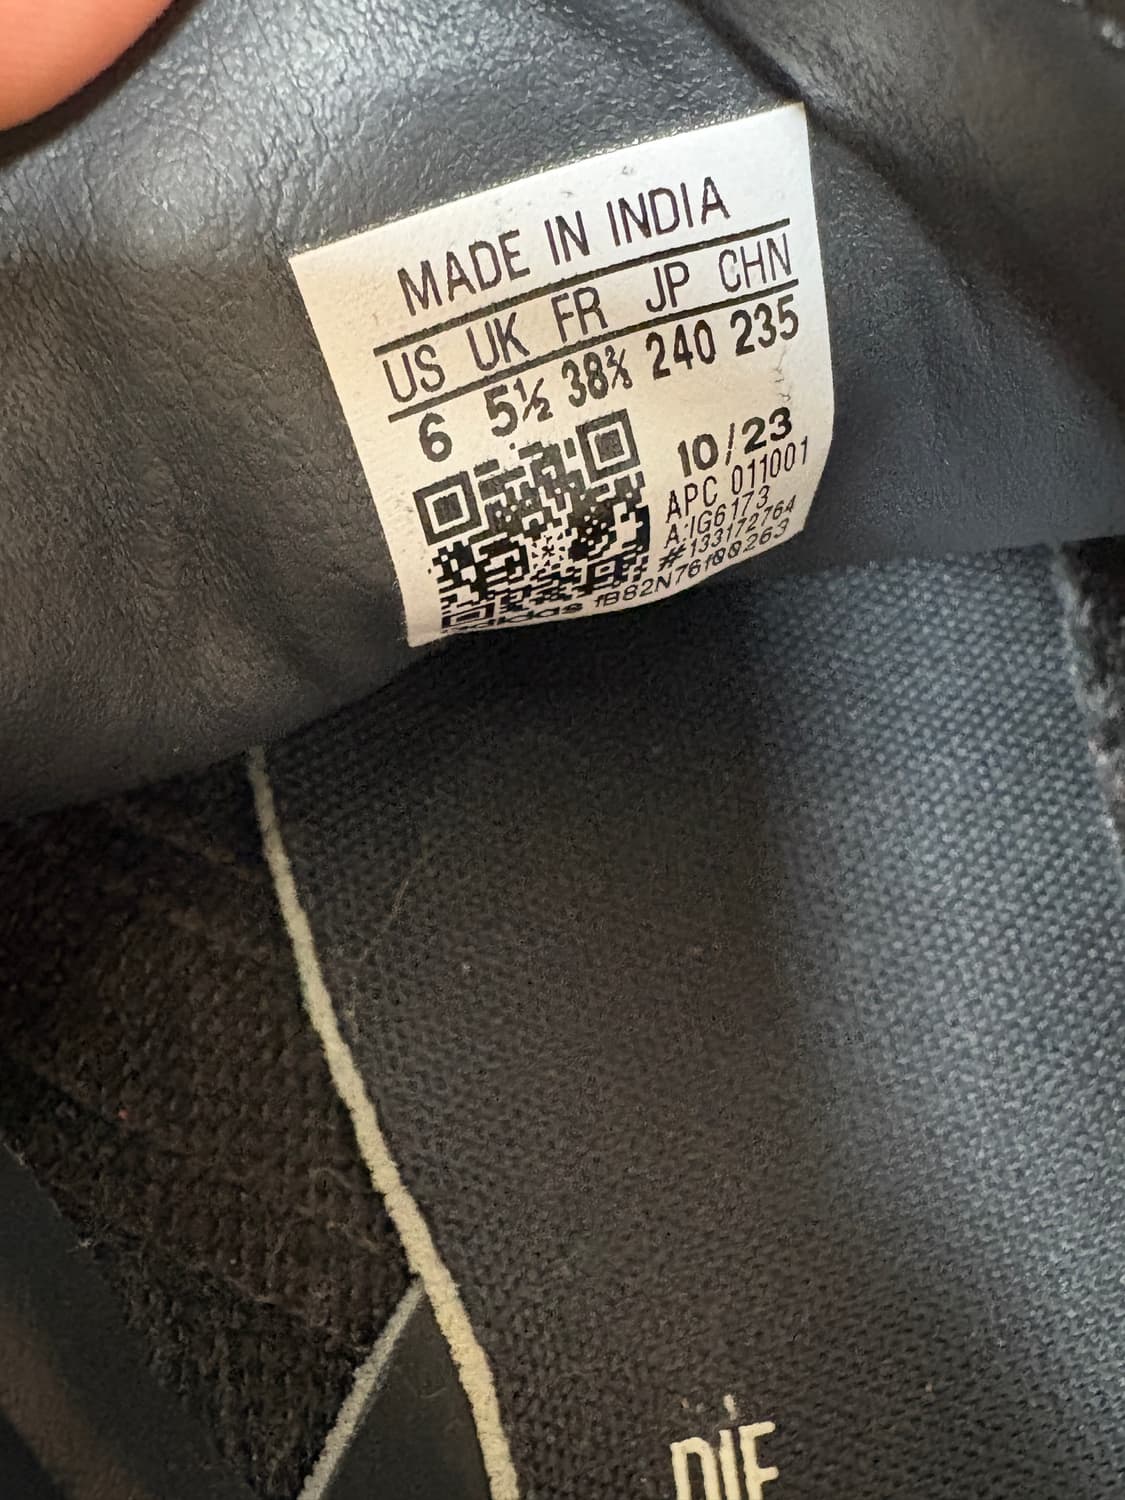 MADE IN INDIA
US UK FR JP CHN
6 5½ 38⅔ 240 235
10/23
APC 011001
A:IG6173
#133172764
adidas fB82N76f00263
DIE